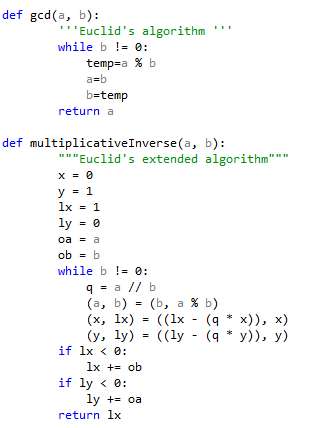 def gcd(a, b):
        '''Euclid's algorithm '''
        while b != 0:
            temp=a % b
            a=b
            b=temp
        return a

def multiplicativeInverse(a, b):
        """Euclid's extended algorithm"""
        x = 0
        y = 1
        lx = 1
        ly = 0
        oa = a
        ob = b
        while b != 0:
            q = a // b
            (a, b) = (b, a % b)
            (x, lx) = ((lx - (q * x)), x)
            (y, ly) = ((ly - (q * y)), y)
        if lx < 0:
            lx += ob
        if ly < 0:
            ly += oa
        return lx